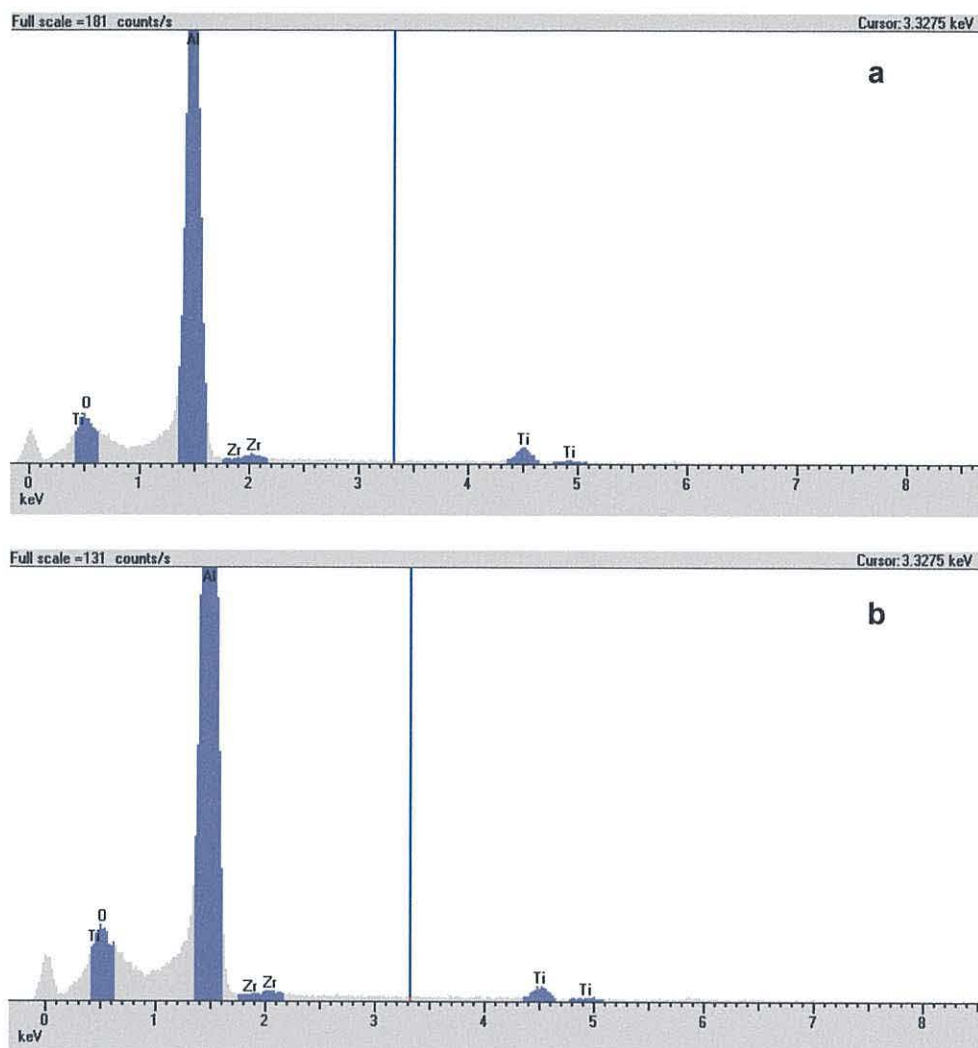 Full scale =181 counts/s Cursor: 3.3275 keV
Al
a
O
Ti
Zr Zr
Ti
Ti
0 1 2 3 4 5 6 7 8
keV
Full scale =131 counts/s Cursor: 3.3275 keV
Al
b
O
Ti
Zr Zr
Ti
Ti
0 1 2 3 4 5 6 7 8
keV